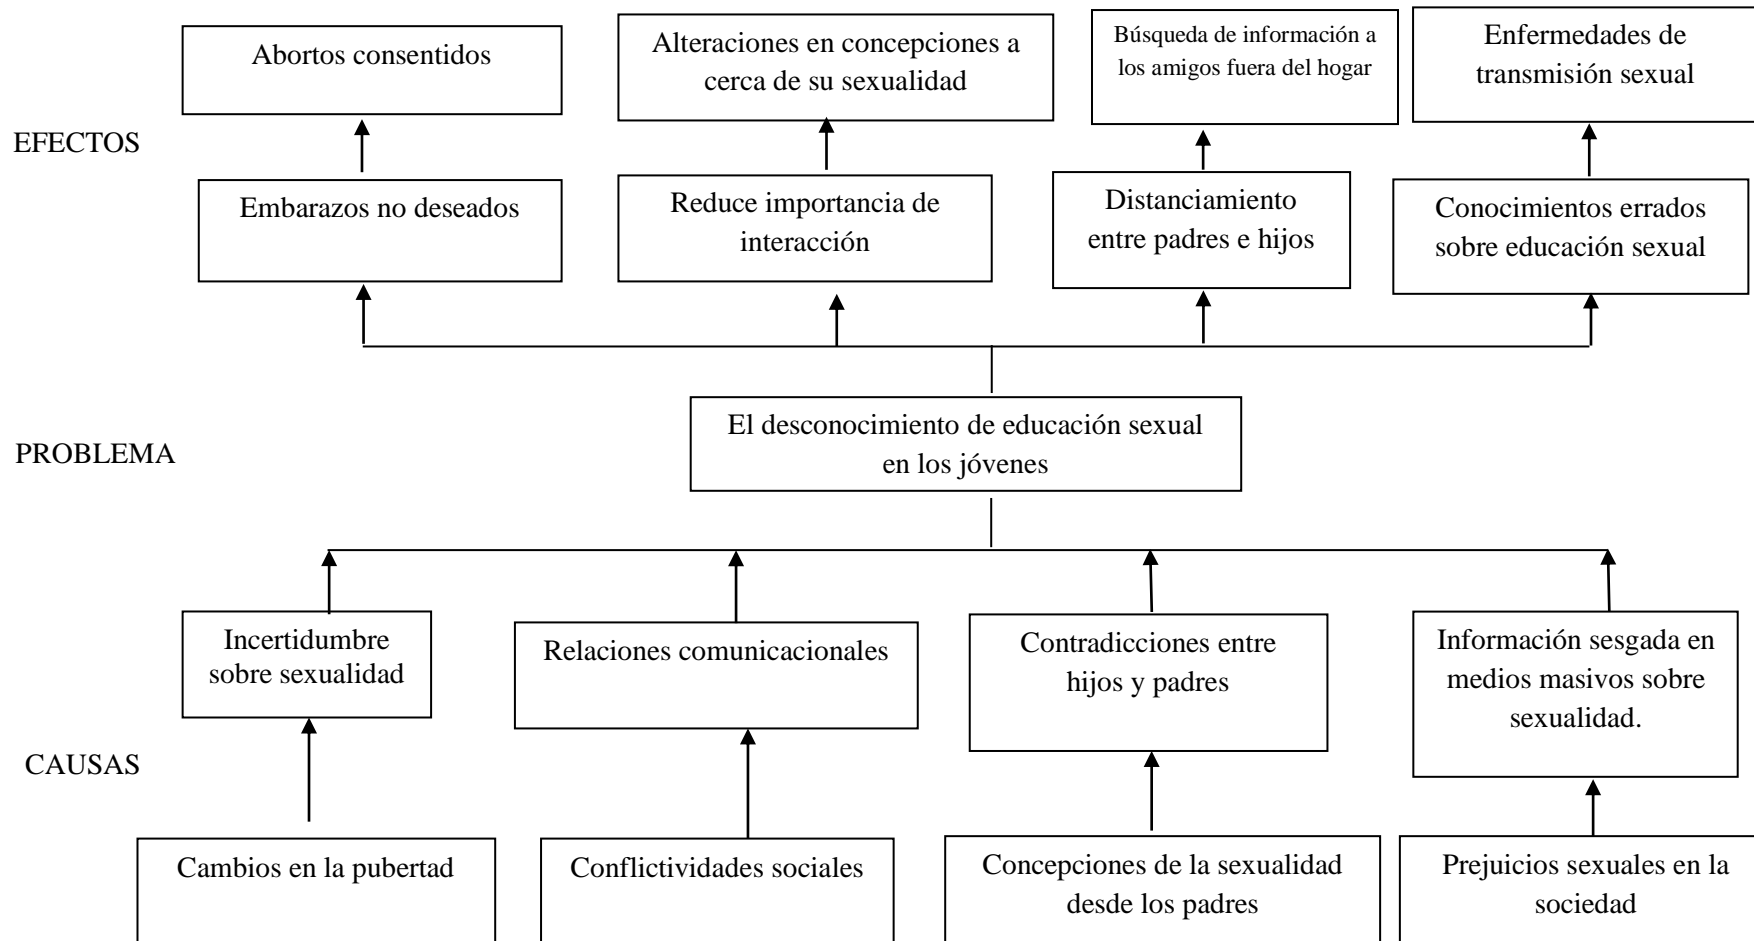 Abortos consentidos
Alteraciones en concepciones a
cerca de su sexualidad
Búsqueda de información a
los amigos fuera del hogar
Enfermedades de
transmisión sexual
EFECTOS
Embarazos no deseados
Reduce importancia de
interacción
Distanciamiento
entre padres e hijos
Conocimientos errados
sobre educación sexual
El desconocimiento de educación sexual
en los jóvenes
PROBLEMA
Incertidumbre
sobre sexualidad
Relaciones comunicacionales
Contradicciones entre
hijos y padres
Información sesgada en
medios masivos sobre
sexualidad.
CAUSAS
Cambios en la pubertad
Conflictividades sociales
Concepciones de la sexualidad
desde los padres
Prejuicios sexuales en la
sociedad